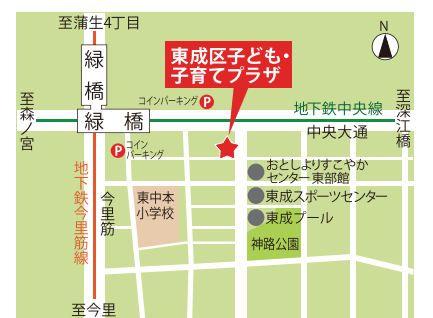 至蒲生4丁目
N
東成区子ども・
子育てプラザ
緑橋
コインパーキング P
至森ノ宮
緑橋
地下鉄中央線
至深江橋
中央大通
P コイン
パーキング
おとしよりすこやか
センター東部館
地下鉄今里筋線
今里筋
東中本
小学校
東成スポーツセンター
東成プール
神路公園
至今里